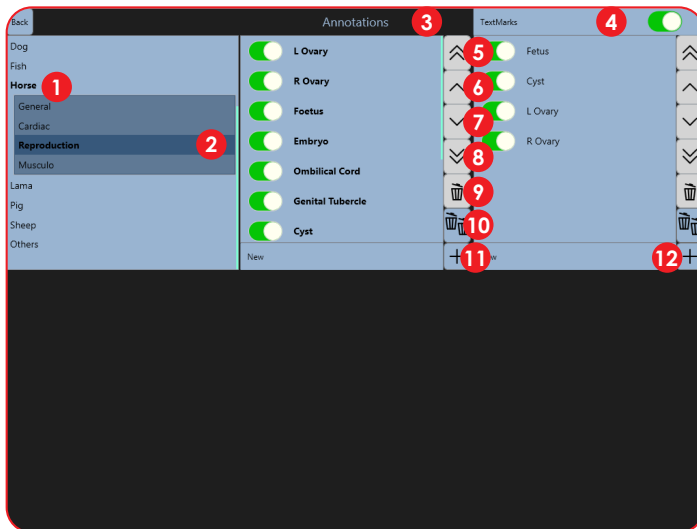 Back
Annotations
3
TextMarks
4
Dog
Fish
Horse
1
General
Cardiac
Reproduction
2
Musculo
Lama
Pig
Sheep
Others
L Ovary
R Ovary
Foetus
Embryo
Ombilical Cord
Genital Tubercle
Cyst
New
5
6
7
8
9
10
11
Fetus
Cyst
L Ovary
R Ovary
12